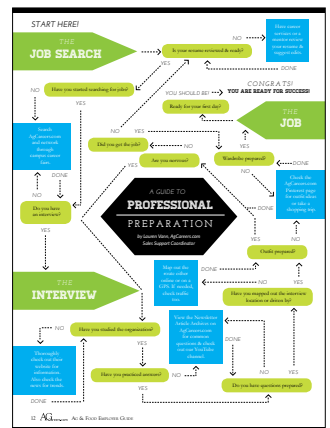 START HERE!
THE
JOB SEARCH
Is your resume reviewed & ready?
NO
Have career
services or a
mentor review
your resume &
suggest edits.
DONE
YES
CONGRATS!
YOU SHOULD BE!
YOU ARE READY FOR SUCCESS!
NO
Have you started searching for jobs?
YES
Ready for your first day?
THE
JOB
Search
AgCareers.com
and network
through
campus career
fairs.
NO
YES
Did you get the job?
NO
YES
Wardrobe prepared?
DONE
NO
YES
Are you nervous?
NO
DONE
Check the
AgCareers.com
Pinterest page
for outfit ideas
or take a
shopping trip.
Do you have
an interview?
A GUIDE TO
PROFESSIONAL
PREPARATION
by Lauren Vann, AgCareers.com
Sales Support Coordinator
DONE
YES
NO
YES
Outfit prepared?
Map out the
route either
online or on a
GPS. If needed,
check traffic
too.
DONE
YES
THE
INTERVIEW
NO
Have you mapped out the interview
location or driven by?
View the Newsletter
Article Archives on
AgCareers.com
for common
questions & check
out our YouTube
channel.
NO
Have you studied the organization?
DONE
Thoroughly
check out their
website for
information.
Also check the
news for trends.
YES
Have you practiced answers?
NO
NO
YES
DONE
YES
Do you have questions prepared?
12
AG & FOOD EMPLOYER GUIDE